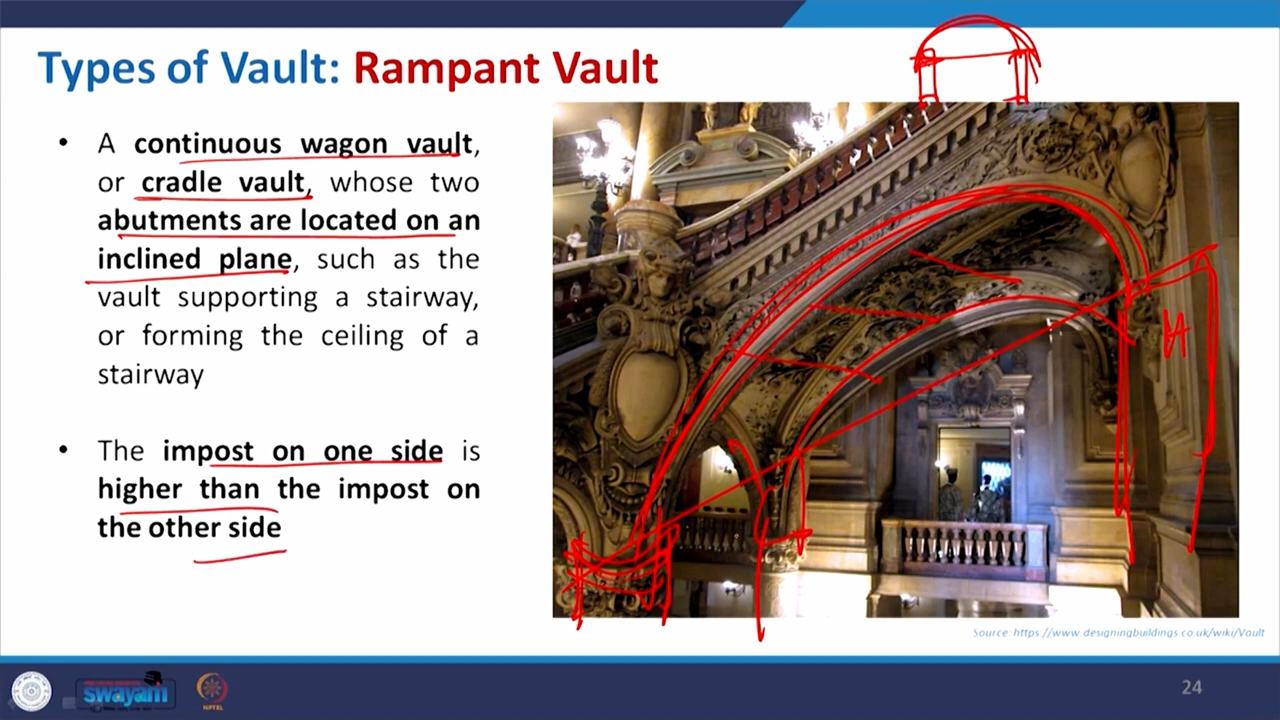 Types of Vault: Rampant Vault
• A continuous wagon vault,
or cradle vault, whose two
abutments are located on an
inclined plane, such as the
vault supporting a stairway,
or forming the ceiling of a
stairway
• The impost on one side is
higher than the impost on
the other side
Source: https://www.designingbuildings.co.uk/wiki/Vault
swayam
NPTEL
24